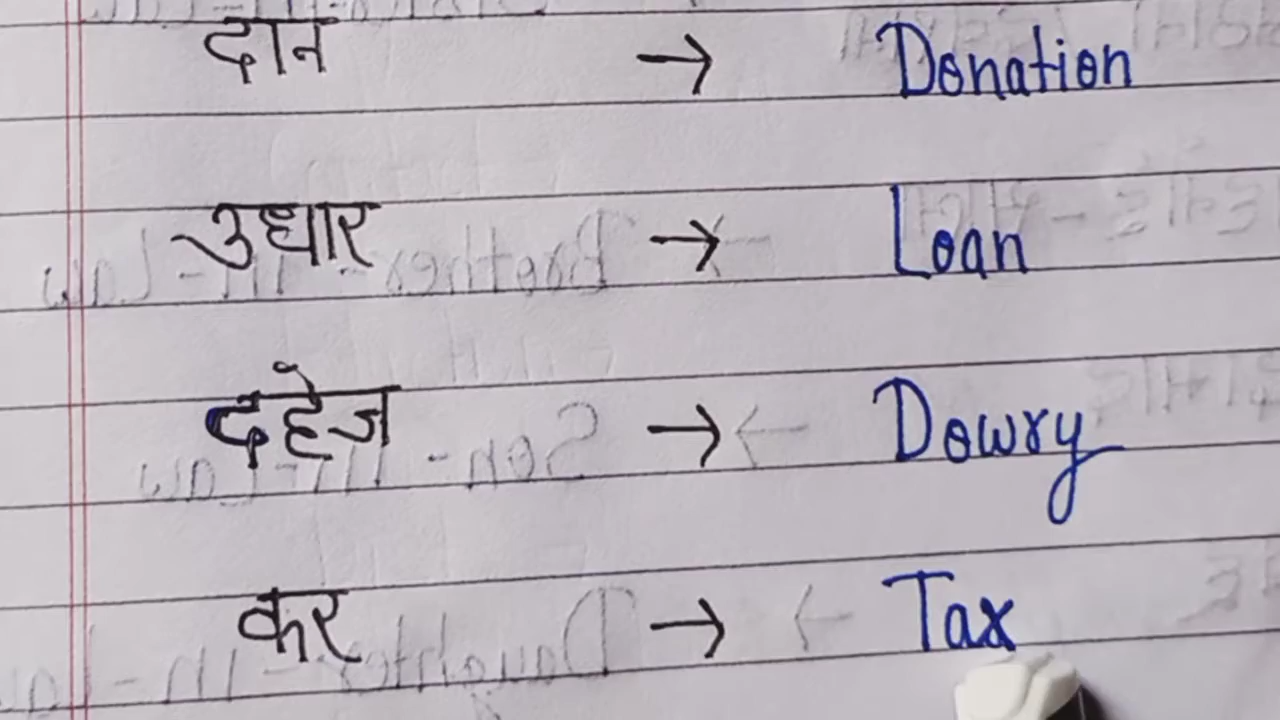 दान → Donation
उधार → Loan
दहेज → Dowry
कर → Tax